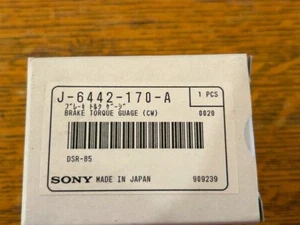 J-6442-170-A
1 PCS
ブレーキ トルク ゲージ
BRAKE TORQUE GUAGE (CW)
0020
DSR-85
SONY MADE IN JAPAN
909239